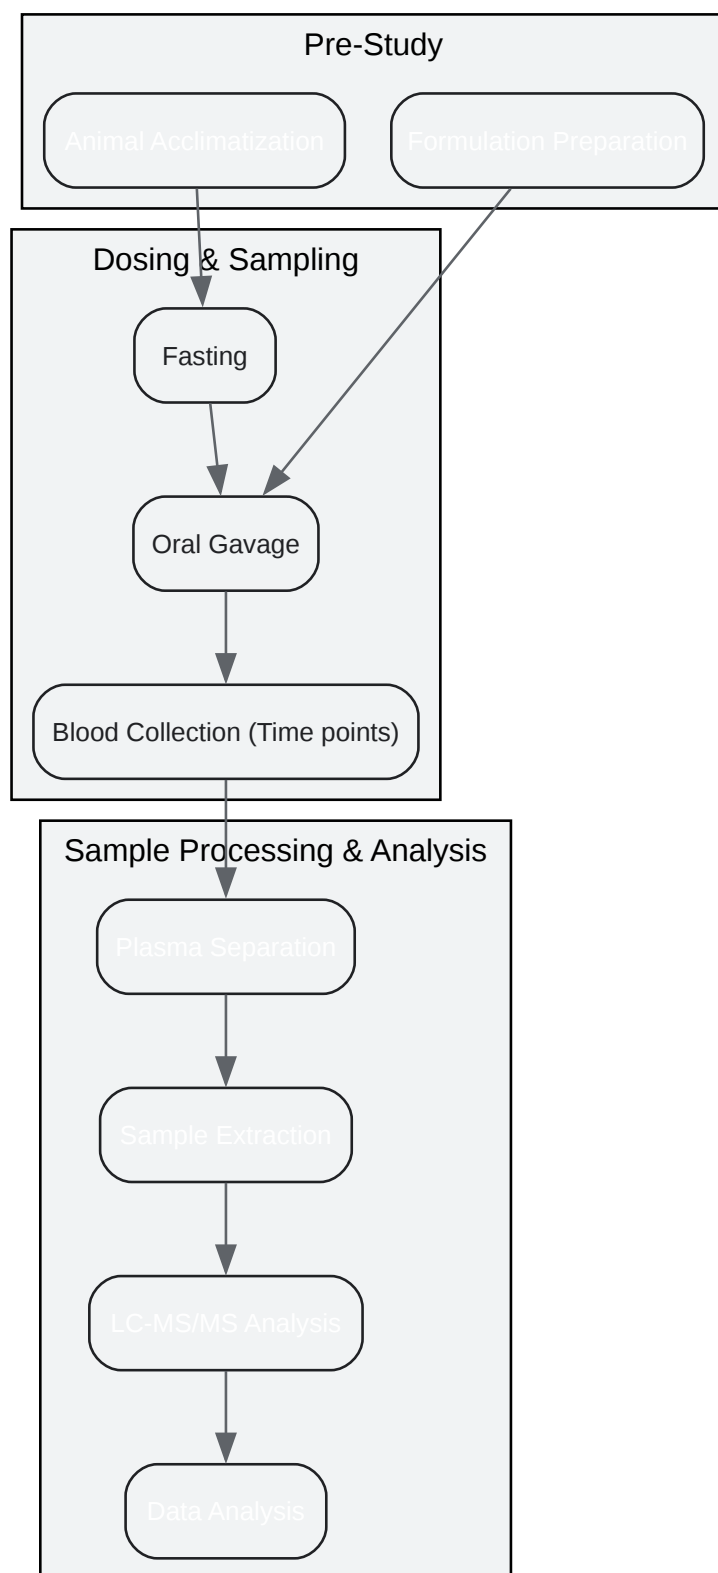 Pre-Study
Animal Acclimatization
Formulation Preparation
Dosing & Sampling
Fasting
Oral Gavage
Blood Collection (Time points)
Sample Processing & Analysis
Plasma Separation
Sample Extraction
LC-MS/MS Analysis
Data Analysis